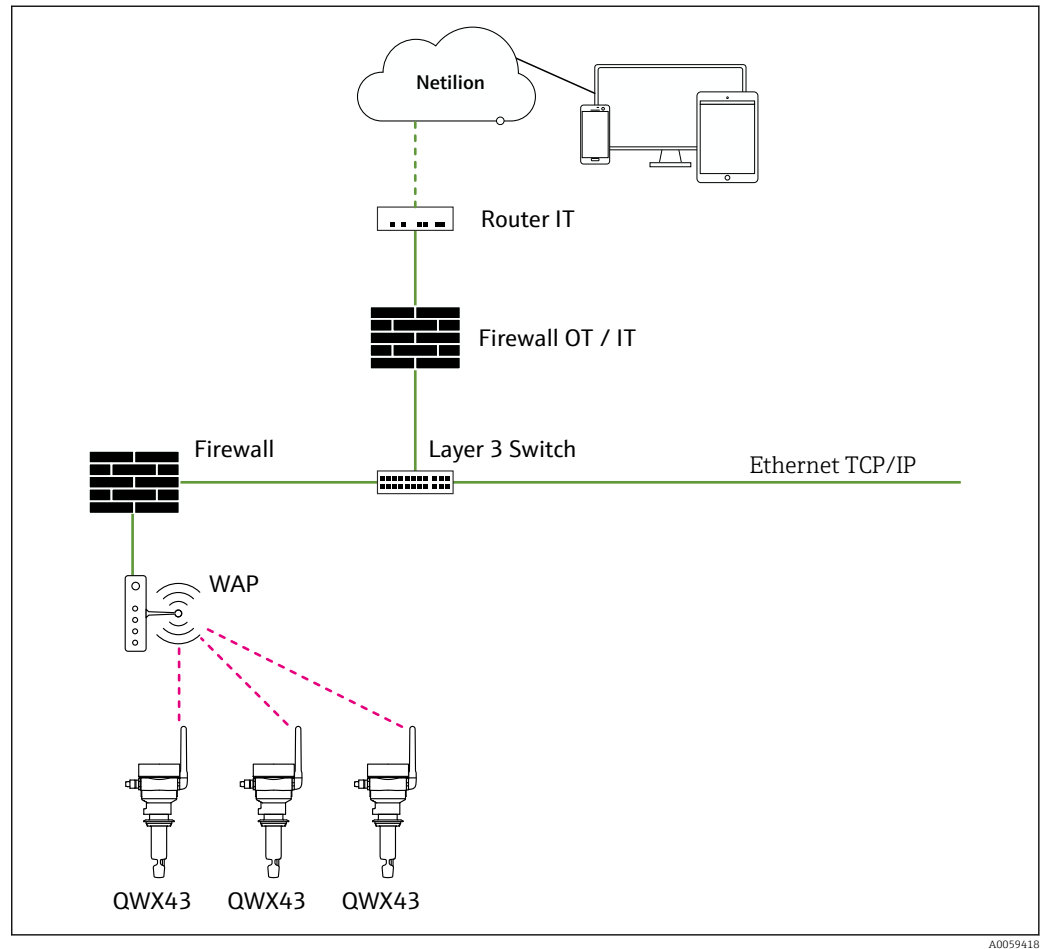 Netilion
Router IT
Firewall OT / IT
Firewall
Layer 3 Switch
Ethernet TCP/IP
WAP
QWX43
QWX43
QWX43
A0059418